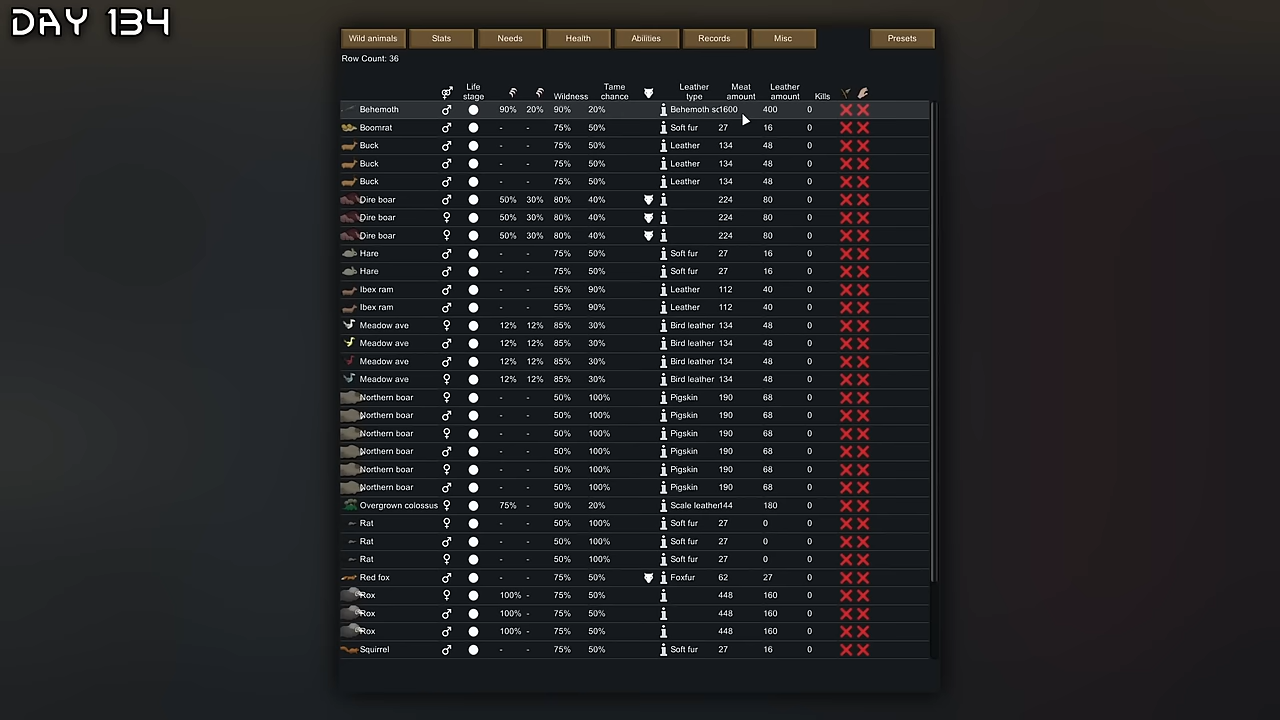 DAY 134
Wild animals Stats Needs Health Abilities Records Misc Presets
Row Count: 36
Life stage Wildness Tame chance Leather type Meat amount Leather amount Kills
Behemoth ♂ 90% 20% 90% 20% Behemoth sc 1600 400 0
Boomrat ♂ - - 75% 50% Soft fur 27 16 0
Buck ♂ - - 75% 50% Leather 134 48 0
Buck ♂ - - 75% 50% Leather 134 48 0
Buck ♂ - - 75% 50% Leather 134 48 0
Dire boar ♂ 50% 30% 80% 40% 224 80 0
Dire boar ♀ 50% 30% 80% 40% 224 80 0
Dire boar ♀ 50% 30% 80% 40% 224 80 0
Hare ♂ - - 75% 50% Soft fur 27 16 0
Hare ♂ - - 75% 50% Soft fur 27 16 0
Ibex ram ♂ - - 55% 90% Leather 112 40 0
Ibex ram ♂ - - 55% 90% Leather 112 40 0
Meadow ave ♀ 12% 12% 85% 30% Bird leather 134 48 0
Meadow ave ♂ 12% 12% 85% 30% Bird leather 134 48 0
Meadow ave ♂ 12% 12% 85% 30% Bird leather 134 48 0
Meadow ave ♀ 12% 12% 85% 30% Bird leather 134 48 0
Northern boar ♀ - - 50% 100% Pigskin 190 68 0
Northern boar ♂ - - 50% 100% Pigskin 190 68 0
Northern boar ♀ - - 50% 100% Pigskin 190 68 0
Northern boar ♂ - - 50% 100% Pigskin 190 68 0
Northern boar ♀ - - 50% 100% Pigskin 190 68 0
Northern boar ♂ - - 50% 100% Pigskin 190 68 0
Overgrown colossus ♀ 75% - 90% 20% Scale leather 144 180 0
Rat ♀ - - 50% 100% Soft fur 27 0 0
Rat ♂ - - 50% 100% Soft fur 27 0 0
Rat ♀ - - 50% 100% Soft fur 27 0 0
Red fox ♂ - - 75% 50% Foxfur 62 27 0
Rox ♀ 100% - 75% 50% 448 160 0
Rox ♂ 100% - 75% 50% 448 160 0
Rox ♂ 100% - 75% 50% 448 160 0
Squirrel ♂ - - 75% 50% Soft fur 27 16 0